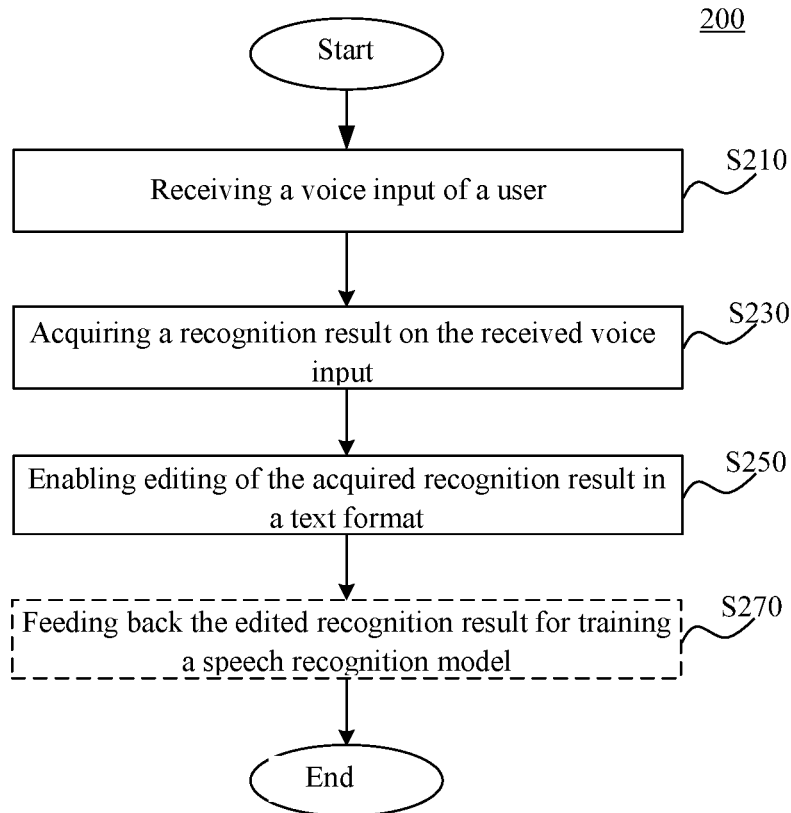 200
Start
S210
Receiving a voice input of a user
S230
Acquiring a recognition result on the received voice
input
S250
Enabling editing of the acquired recognition result in
a text format
S270
Feeding back the edited recognition result for training
a speech recognition model
End